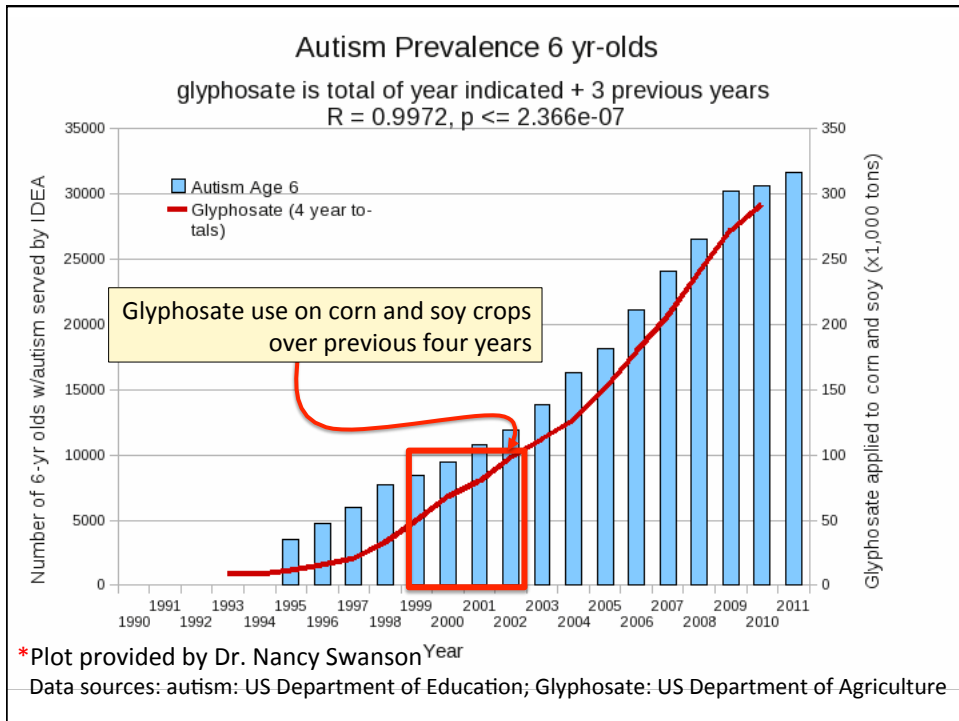 Autism Prevalence 6 yr-olds
glyphosate is total of year indicated + 3 previous years
R = 0.9972, p <= 2.366e-07
35000
30000
25000
20000
15000
10000
5000
0
Number of 6-yr olds w/autism served by IDEA
Autism Age 6
Glyphosate (4 year to-
tals)
Glyphosate use on corn and soy crops
over previous four years
350
300
250
200
150
100
50
0
Glyphosate applied to corn and soy (x1,000 tons)
1991 1993 1995 1997 1999 2001 2003 2005 2007 2009 2011
1990 1992 1994 1996 1998 2000 2002 2004 2006 2008 2010
Year
*Plot provided by Dr. Nancy Swanson
Data sources: autism: US Department of Education; Glyphosate: US Department of Agriculture